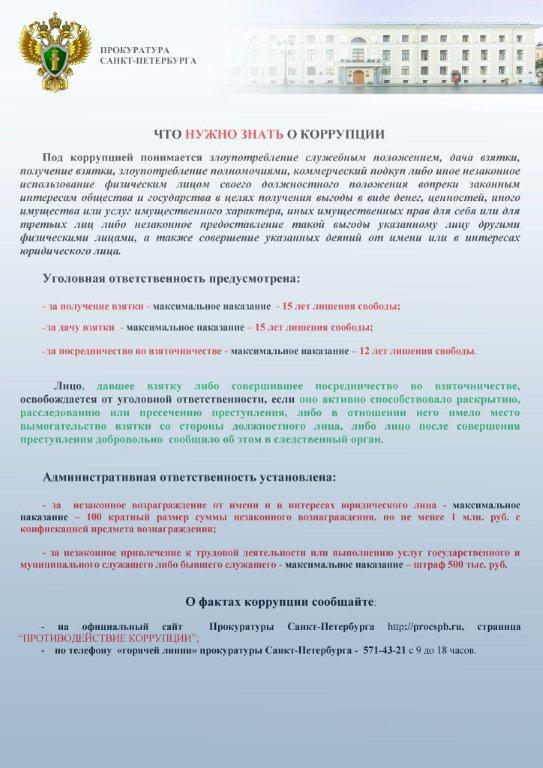 ПРОКУРАТУРА
САНКТ-ПЕТЕРБУРГА
ЧТО НУЖНО ЗНАТЬ О КОРРУПЦИИ
Под коррупцией понимается злоупотребление служебным положением, дача взятки,
получение взятки, злоупотребление полномочиями, коммерческий подкуп либо иное незаконное
использование физическим лицом своего должностного положения вопреки законным
интересам общества и государства в целях получения выгоды в виде денег, ценностей, иного
имущества или услуг имущественного характера, иных имущественных прав для себя или для
третьих лиц либо незаконное предоставление такой выгоды указанному лицу другими
физическими лицами, а также совершение указанных деяний от имени или в интересах
юридического лица.
Уголовная ответственность предусмотрена:
- за получение взятки - максимальное наказание - 15 лет лишения свободы;
- за дачу взятки - максимальное наказание – 15 лет лишения свободы;
- за посредничество во взяточничестве - максимальное наказание – 12 лет лишения свободы.
Лицо, давшее взятку либо совершившее посредничество во взяточничестве,
освобождается от уголовной ответственности, если оно активно способствовало раскрытию,
расследованию или пресечению преступления, либо в отношении него имело место
вымогательство взятки со стороны должностного лица, либо лицо после совершения
преступления добровольно сообщило об этом в следственный орган.
Административная ответственность установлена:
- за незаконное возраграждение от имени и в интересах юридического лица - максимальное
наказание – 100 кратный размер суммы незаконного вознаграждения, но не менее 1 млн. руб. с
конфискацией предмета вознаграждения;
- за незаконное привлечение к трудовой деятельности или выполнению услуг государственного и
муниципального служащего либо бывшего служащего - максимальное наказание – штраф 500 тыс. руб.
О фактах коррупции сообщайте:
- на официальный сайт Прокуратуры Санкт-Петербурга http://procspb.ru, страница
“ПРОТИВОДЕЙСТВИЕ КОРРУПЦИИ”;
- по телефону «горячей линии» прокуратуры Санкт-Петербурга - 571-43-21 с 9 до 18 часов.